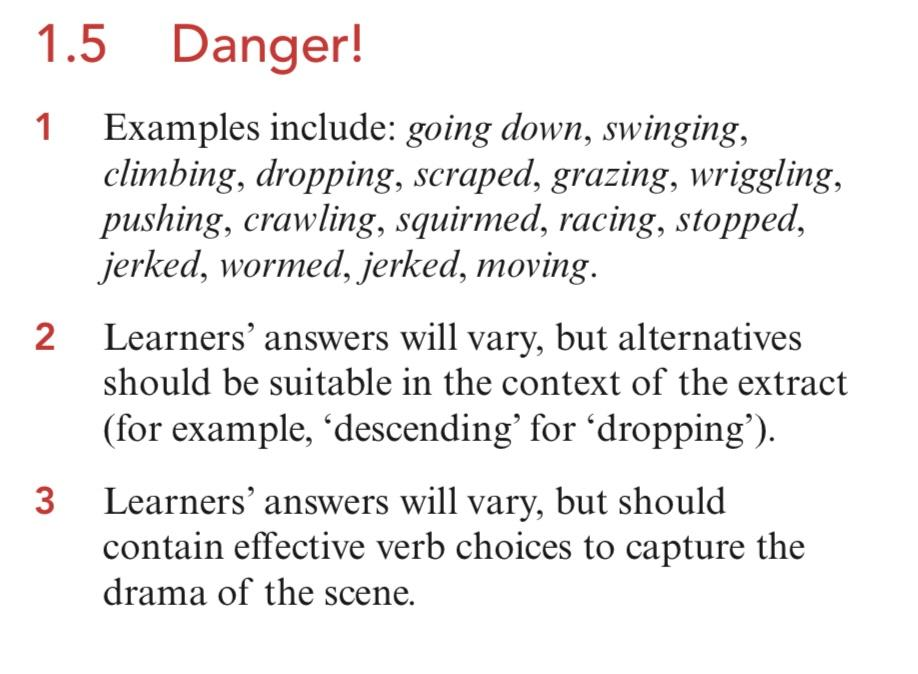 1.5 Danger!
1 Examples include: going down, swinging,
climbing, dropping, scraped, grazing, wriggling,
pushing, crawling, squirmed, racing, stopped,
jerked, wormed, jerked, moving.
2 Learners’ answers will vary, but alternatives
should be suitable in the context of the extract
(for example, ‘descending’ for ‘dropping’).
3 Learners’ answers will vary, but should
contain effective verb choices to capture the
drama of the scene.